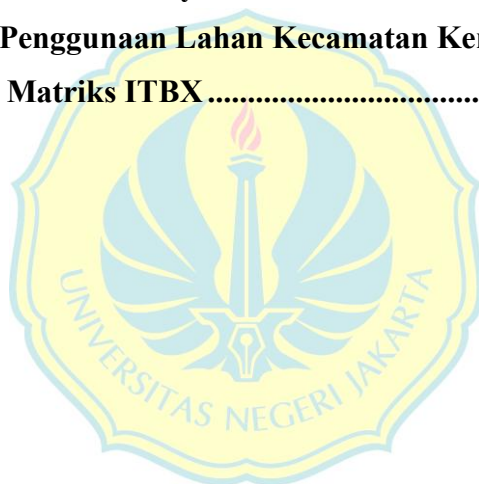 Penggunaan Lahan Kecamatan
Matriks ITBX ..................................
UNIVERSITAS NEGERI JAKARTA